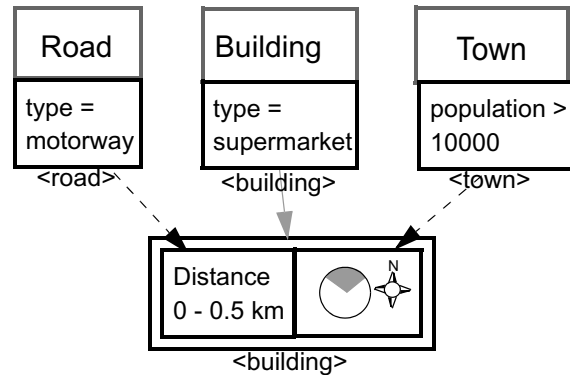 Road
Building
Town
type =
motorway
type =
supermarket
population >
10000
<road>
<building>
<town>
Distance
0 - 0.5 km
N
<building>